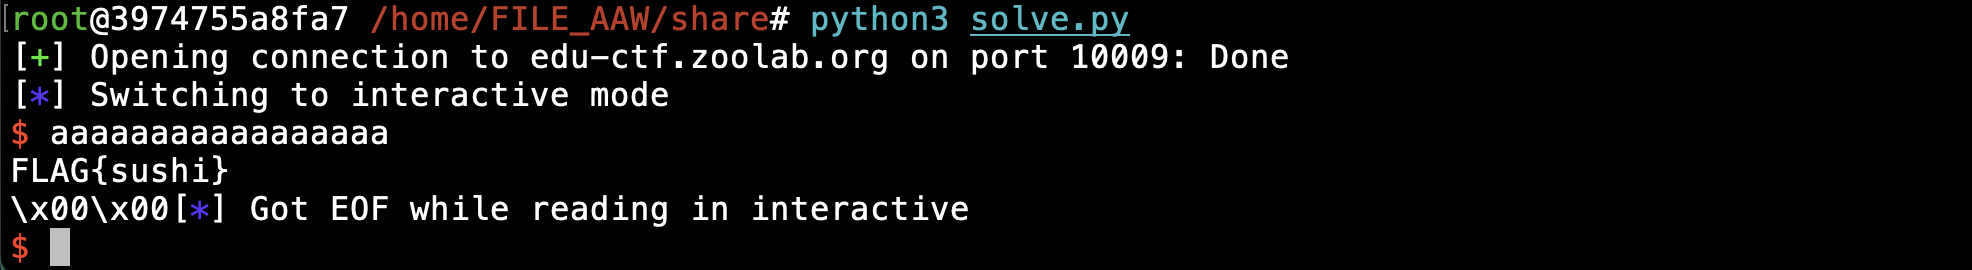 [root@3974755a8fa7 /home/FILE_AAW/share# python3 solve.py
[+] Opening connection to edu-ctf.zoolab.org on port 10009: Done
[*] Switching to interactive mode
$ aaaaaaaaaaaaaaaaa
FLAG{sushi}
\x00\x00[*] Got EOF while reading in interactive
$